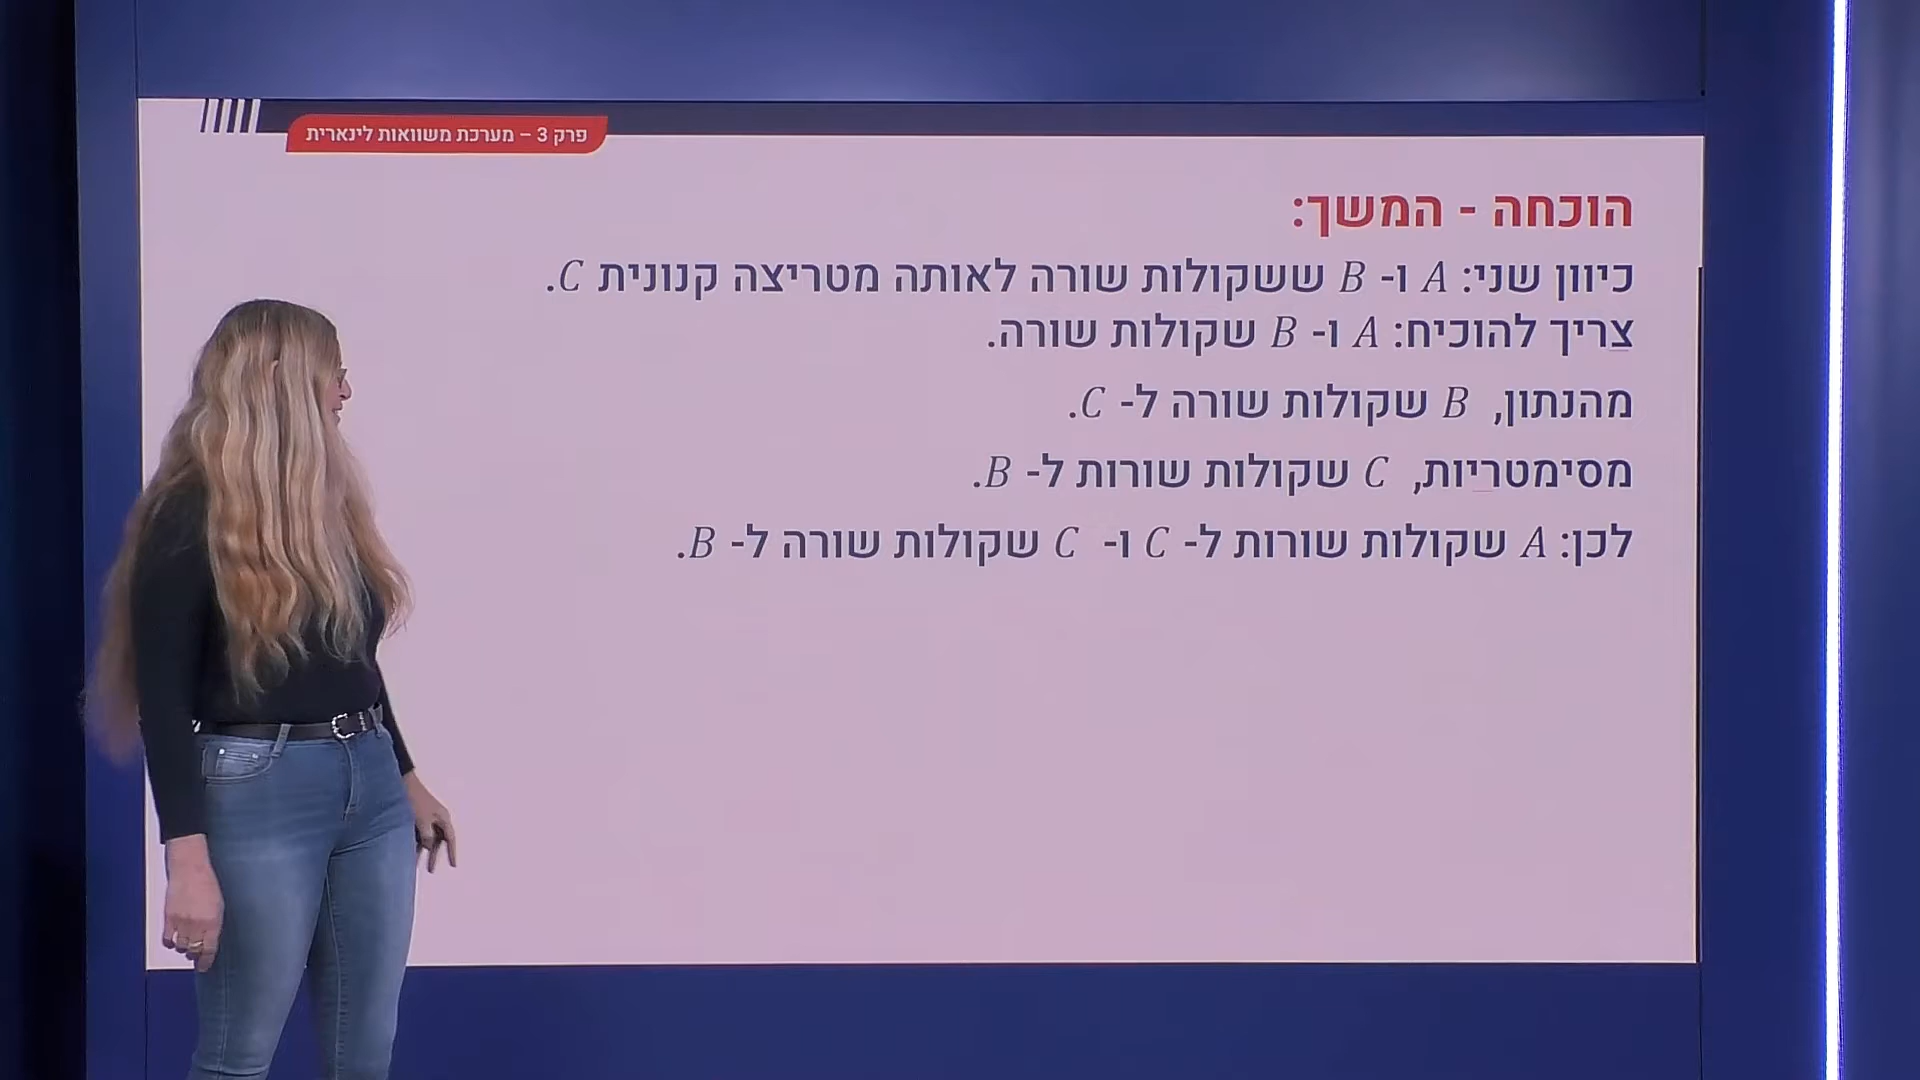 פרק 3 – מערכת משוואות לינארית
הוכחה - המשך:
כיוון שני: A ו- B ששקולות שורה לאותה מטריצה קנונית C.
צריך להוכיח: A ו- B שקולות שורה.
מהנתון, B שקולות שורה ל- C.
מסימטריות, C שקולות שורות ל- B.
לכן: A שקולות שורות ל- C ו- C שקולות שורה ל- B.